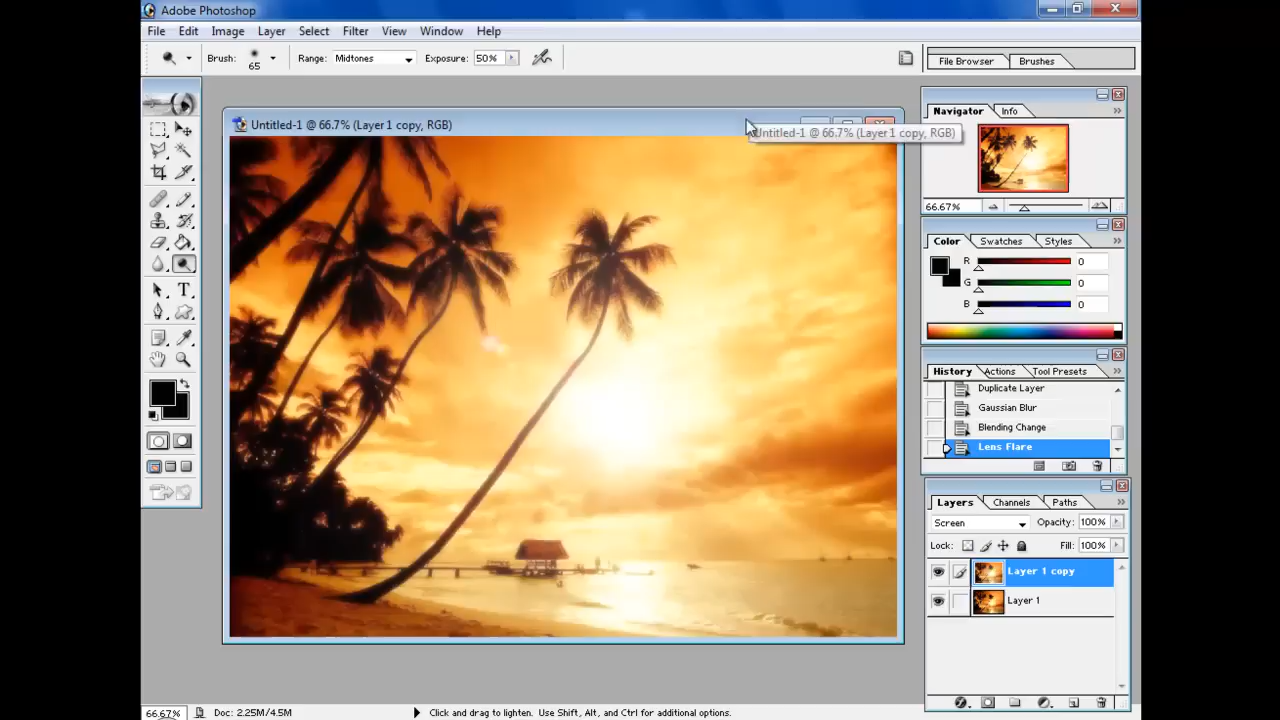 Adobe Photoshop
File Edit Image Layer Select Filter View Window Help
Brush: 65 Range: Midtones Exposure: 50% File Browser Brushes
Untitled-1 @ 66.7% (Layer 1 copy, RGB)
Untitled-1 @ 66.7% (Layer 1 copy, RGB)
Navigator Info
66.67%
Color Swatches Styles
R 0
G 0
B 0
History Actions Tool Presets
Duplicate Layer
Gaussian Blur
Blending Change
Lens Flare
Layers Channels Paths
Screen Opacity: 100%
Lock: Fill: 100%
Layer 1 copy
Layer 1
66.67% Doc: 2.25M/4.5M Click and drag to lighten. Use Shift, Alt, and Ctrl for additional options.